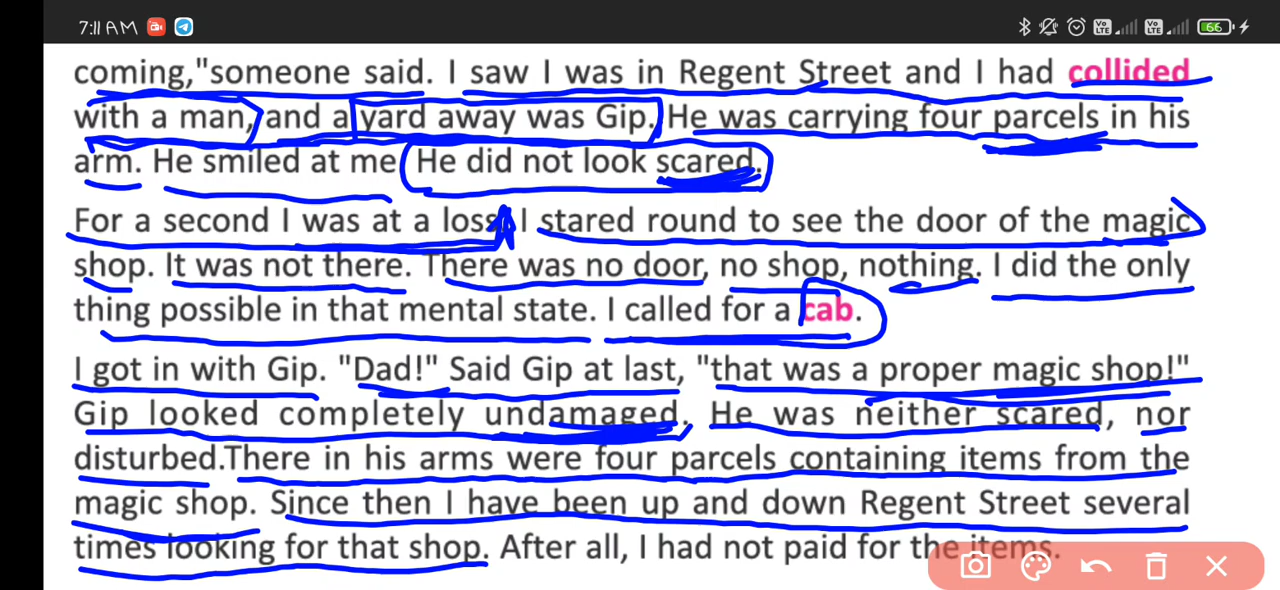 7:11 AM
Vo LTE Vo LTE 66
coming,"someone said. I saw I was in Regent Street and I had collided
with a man, and a yard away was Gip. He was carrying four parcels in his
arm. He smiled at me He did not look scared.
For a second I was at a loss I stared round to see the door of the magic
shop. It was not there. There was no door, no shop, nothing. I did the only
thing possible in that mental state. I called for a cab.
I got in with Gip. "Dad!" Said Gip at last, "that was a proper magic shop!"
Gip looked completely undamaged. He was neither scared, nor
disturbed.There in his arms were four parcels containing items from the
magic shop. Since then I have been up and down Regent Street several
times looking for that shop. After all, I had not paid for the items.